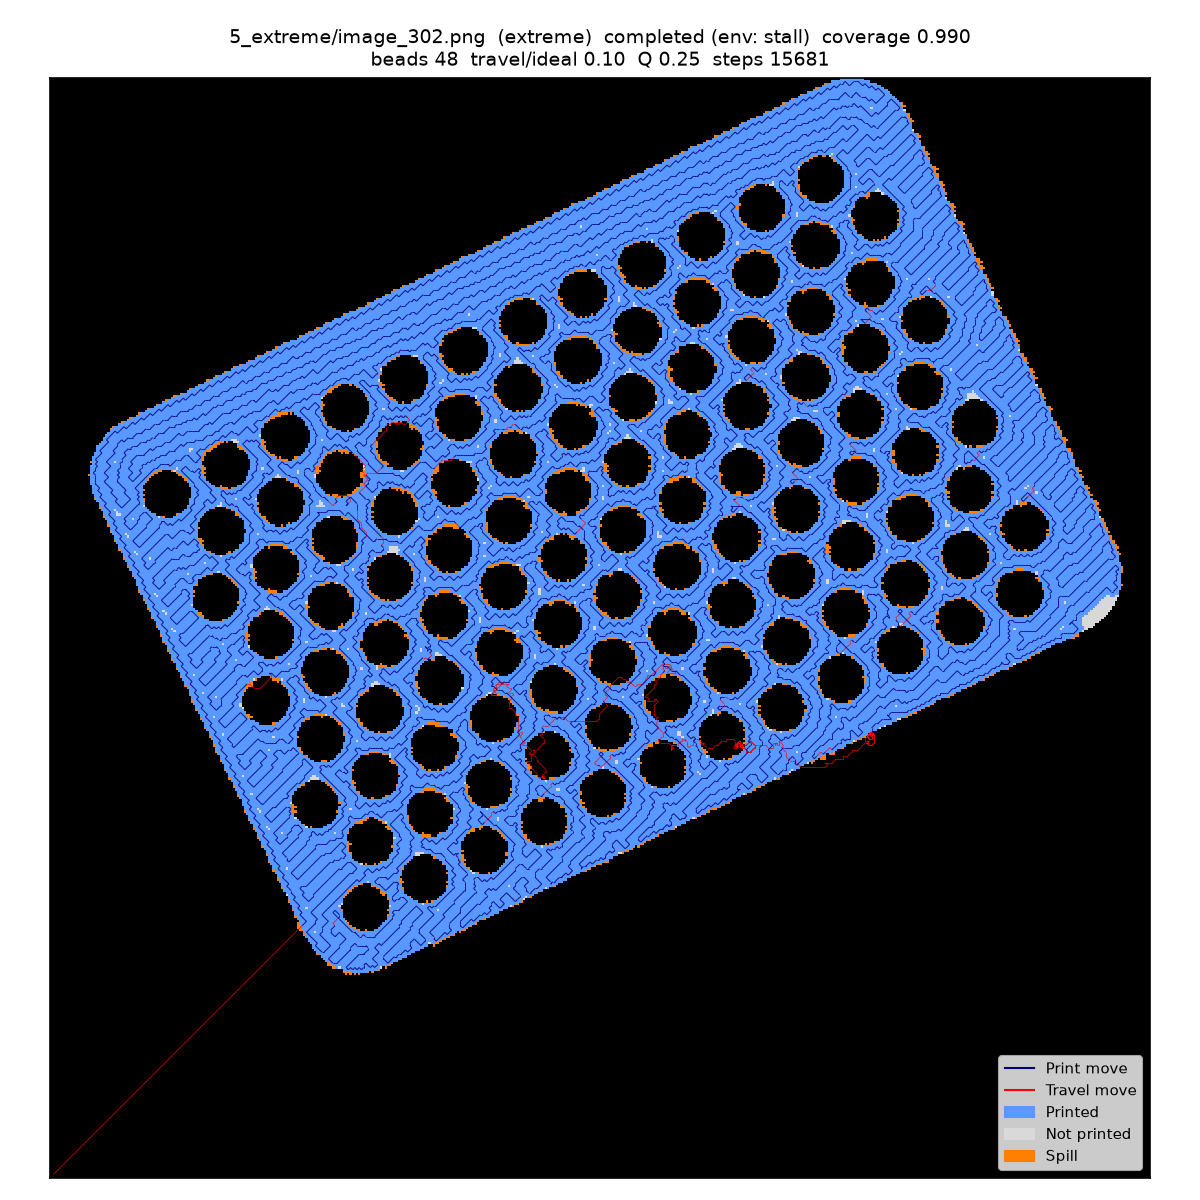 5_extreme/image_302.png  (extreme)  completed (env: stall)  coverage 0.990
beads 48  travel/ideal 0.10  Q 0.25  steps 15681
Print move
Travel move
Printed
Not printed
Spill